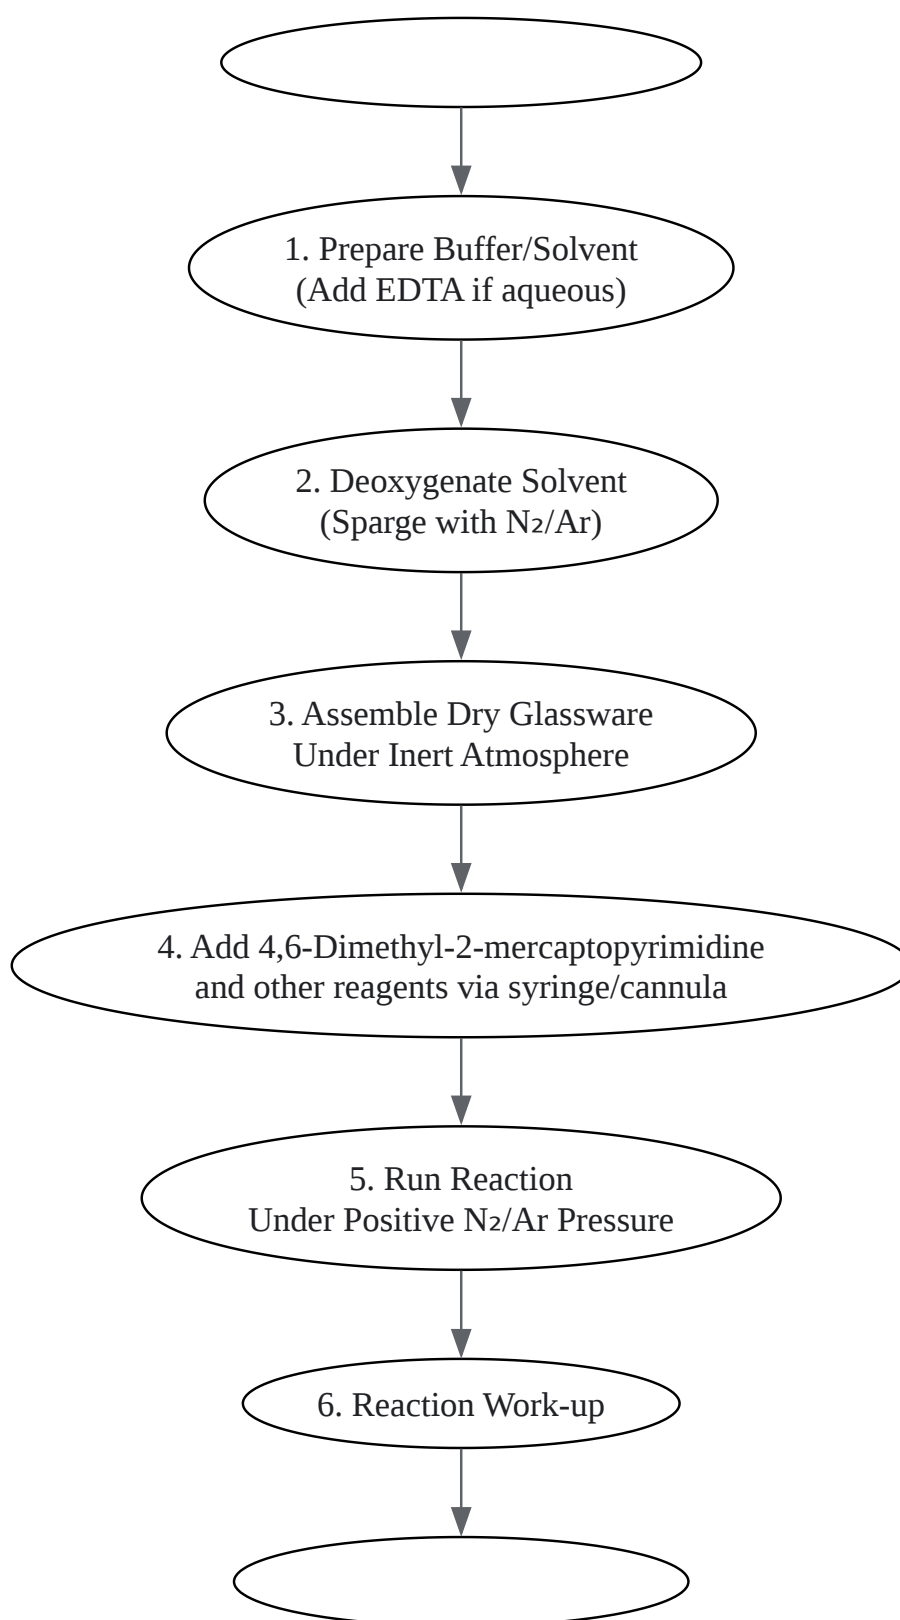 1. Prepare Buffer/Solvent
(Add EDTA if aqueous)
2. Deoxygenate Solvent
(Sparge with N₂/Ar)
3. Assemble Dry Glassware
Under Inert Atmosphere
4. Add 4,6-Dimethyl-2-mercaptopyrimidine
and other reagents via syringe/cannula
5. Run Reaction
Under Positive N₂/Ar Pressure
6. Reaction Work-up